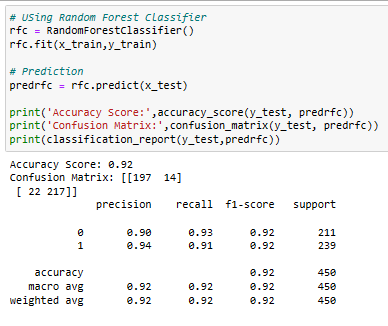 # USing Random Forest Classifier
rfc = RandomForestClassifier()
rfc.fit(x_train,y_train)
# Prediction
predrfc = rfc.predict(x_test)
print('Accuracy Score:',accuracy_score(y_test, predrfc))
print('Confusion Matrix:',confusion_matrix(y_test, predrfc))
print(classification_report(y_test,predrfc))
Accuracy Score: 0.92
Confusion Matrix: [[197  14]
 [ 22 217]]
              precision    recall  f1-score   support
           0       0.90      0.93      0.92       211
           1       0.94      0.91      0.92       239
    accuracy                           0.92       450
   macro avg       0.92      0.92      0.92       450
weighted avg       0.92      0.92      0.92       450